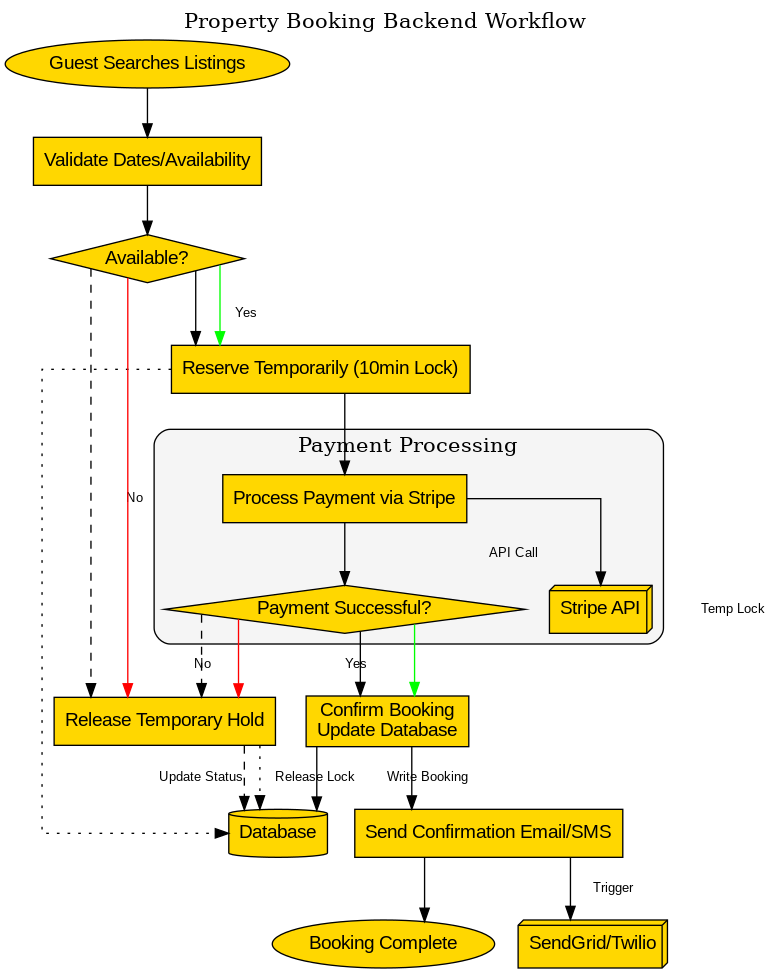 Property Booking Backend Workflow
Guest Searches Listings
Validate Dates/Availability
Available?
Yes
Reserve Temporarily (10min Lock)
Payment Processing
Process Payment via Stripe
No
API Call
Payment Successful?
Stripe API
Temp Lock
No
Yes
Release Temporary Hold
Confirm Booking
Update Database
Update Status
Release Lock
Write Booking
Database
Send Confirmation Email/SMS
Trigger
Booking Complete
SendGrid/Twilio